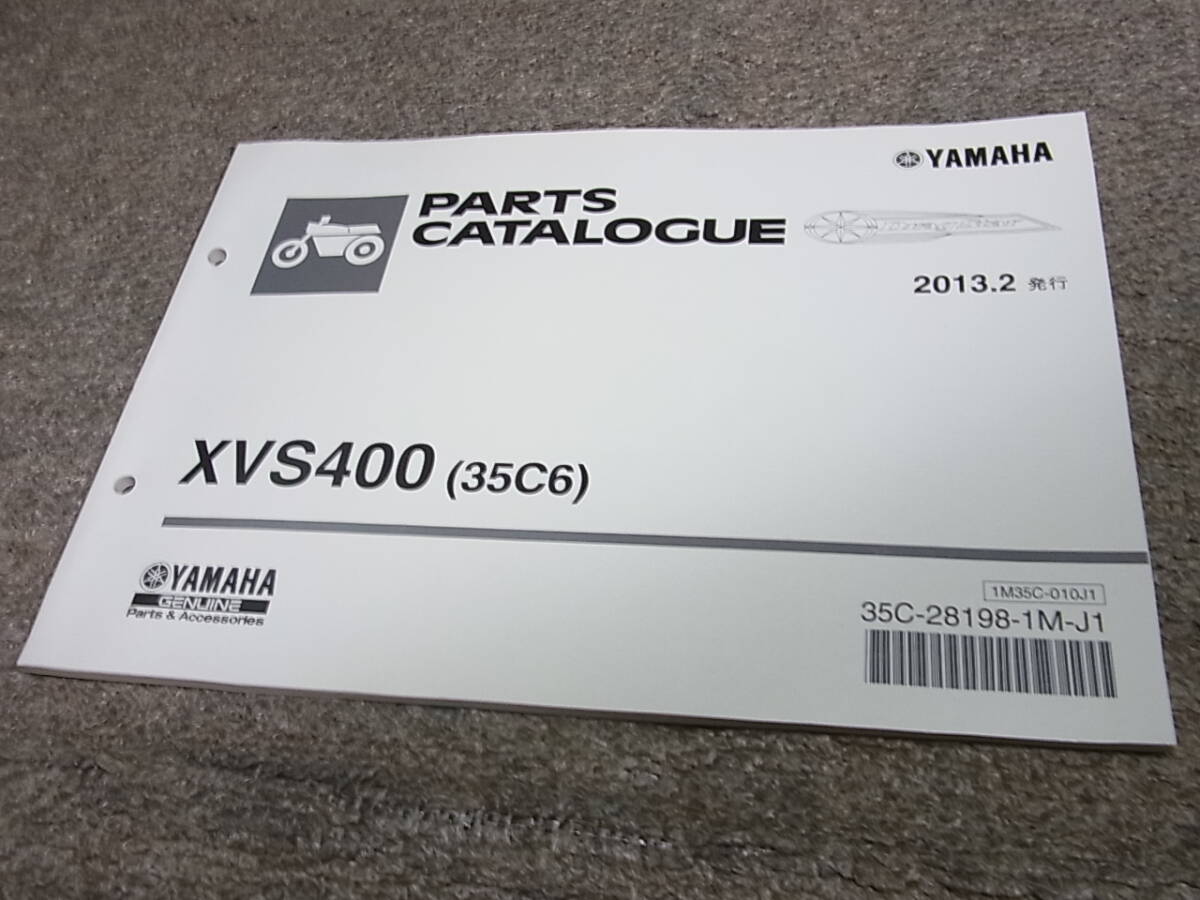 YAMAHA
PARTS
CATALOGUE
DragStar
2013.2 発行
XVS400 (35C6)
YAMAHA
GENUINE
Parts & Accessories
1M35C-010J1
35C-28198-1M-J1